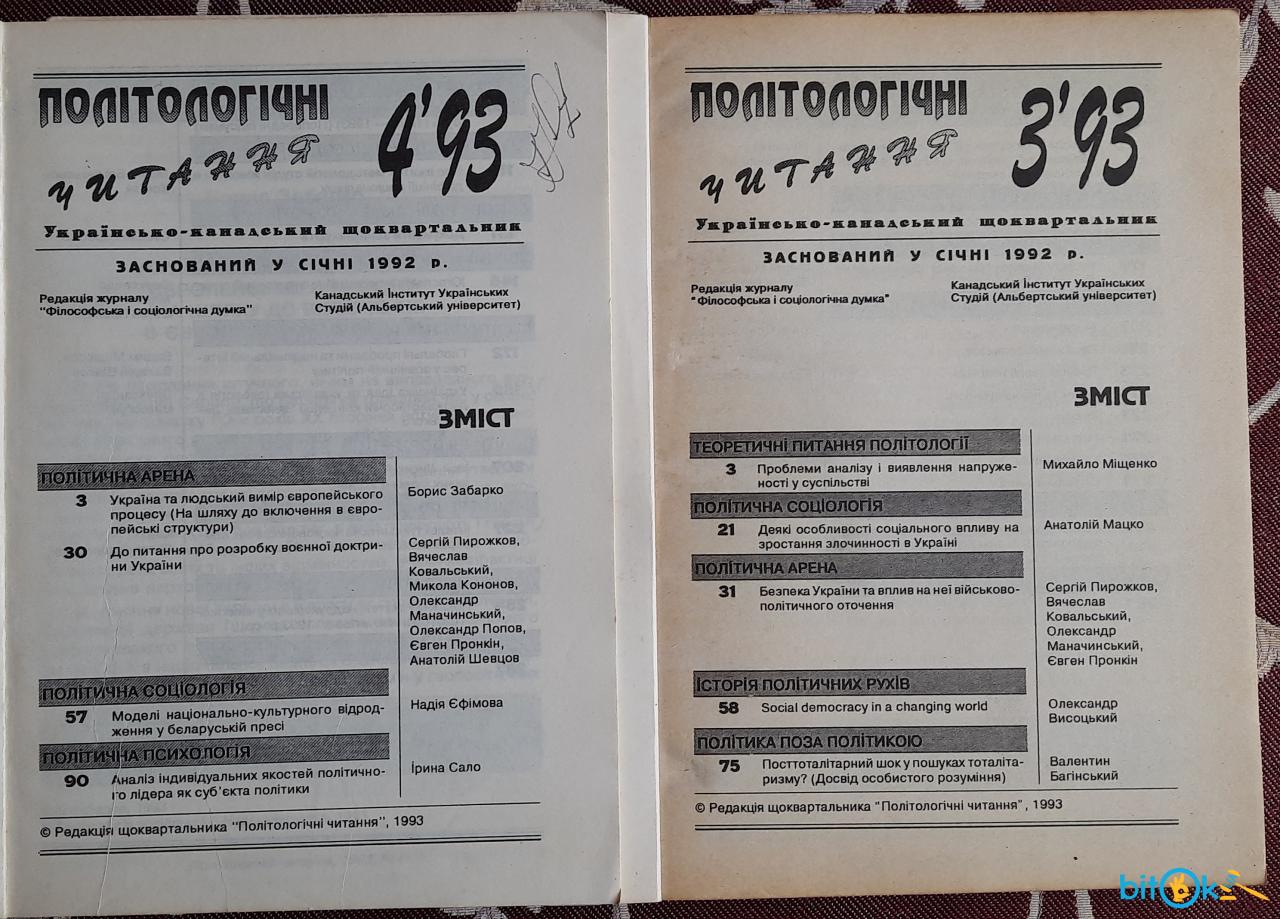 ПОЛІТОЛОГІЧНІ
ЧИТАННЯ
4'93
Українсько-канадський щоквартальник
ЗАСНОВАНИЙ У СІЧНІ 1992 р.
Редакція журналу
"Філософська і соціологічна думка"
Канадський Інститут Українських
Студій (Альбертський університет)
ЗМІСТ
ПОЛІТИЧНА АРЕНА
3 Україна та людський вимір європейського
процесу (На шляху до включення в євро-
пейські структури)
Борис Забарко
30 До питання про розробку воєнної доктри-
ни України
Сергій Пирожков,
Вячеслав
Ковальський,
Микола Кононов,
Олександр
Маначинський,
Олександр Попов,
Євген Пронкін,
Анатолій Шевцов
ПОЛІТИЧНА СОЦІОЛОГІЯ
57 Моделі національно-культурного відрод-
ження у бєларуській пресі
Надія Єфімова
ПОЛІТИЧНА ПСИХОЛОГІЯ
90 Аналіз індивідуальних якостей політично-
го лідера як суб'єкта політики
Ірина Сало
© Редакція щоквартальника "Політологічні читання", 1993
ПОЛІТОЛОГІЧНІ
ЧИТАННЯ
3'93
Українсько-канадський щоквартальник
ЗАСНОВАНИЙ У СІЧНІ 1992 р.
Редакція журналу
"Філософська і соціологічна думка"
Канадський Інститут Українських
Студій (Альбертський університет)
ЗМІСТ
ТЕОРЕТИЧНІ ПИТАННЯ ПОЛІТОЛОГІЇ
3 Проблеми аналізу і виявлення напруже-
ності у суспільстві
Михайло Міщенко
ПОЛІТИЧНА СОЦІОЛОГІЯ
21 Деякі особливості соціального впливу на
зростання злочинності в Україні
Анатолій Мацко
ПОЛІТИЧНА АРЕНА
31 Безпека України та вплив на неї військово-
політичного оточення
Сергій Пирожков,
Вячеслав
Ковальський,
Олександр
Маначинський,
Євген Пронкін
ІСТОРІЯ ПОЛІТИЧНИХ РУХІВ
58 Social democracy in a changing world
Олександр
Висоцький
ПОЛІТИКА ПОЗА ПОЛІТИКОЮ
75 Посттоталітарний шок у пошуках тоталіта-
ризму? (Досвід особистого розуміння)
Валентин
Багінський
© Редакція щоквартальника "Політологічні читання", 1993
bitOk